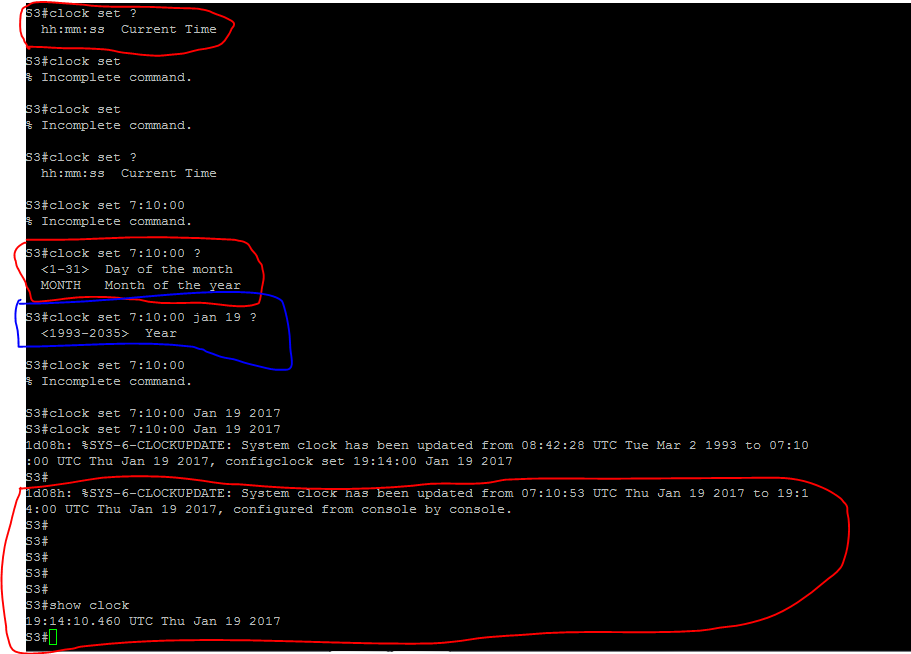 S3#clock set ?
  hh:mm:ss  Current Time
S3#clock set
% Incomplete command.
S3#clock set
% Incomplete command.
S3#clock set ?
  hh:mm:ss  Current Time
S3#clock set 7:10:00
% Incomplete command.
S3#clock set 7:10:00 ?
  <1-31>  Day of the month
  MONTH   Month of the year
S3#clock set 7:10:00 jan 19 ?
  <1993-2035>  Year
S3#clock set 7:10:00
% Incomplete command.
S3#clock set 7:10:00 Jan 19 2017
S3#clock set 7:10:00 Jan 19 2017
1d08h: %SYS-6-CLOCKUPDATE: System clock has been updated from 08:42:28 UTC Tue Mar 2 1993 to 07:10
:00 UTC Thu Jan 19 2017, configclock set 19:14:00 Jan 19 2017
S3#
1d08h: %SYS-6-CLOCKUPDATE: System clock has been updated from 07:10:53 UTC Thu Jan 19 2017 to 19:1
4:00 UTC Thu Jan 19 2017, configured from console by console.
S3#
S3#
S3#
S3#
S3#
S3#show clock
19:14:10.460 UTC Thu Jan 19 2017
S3#